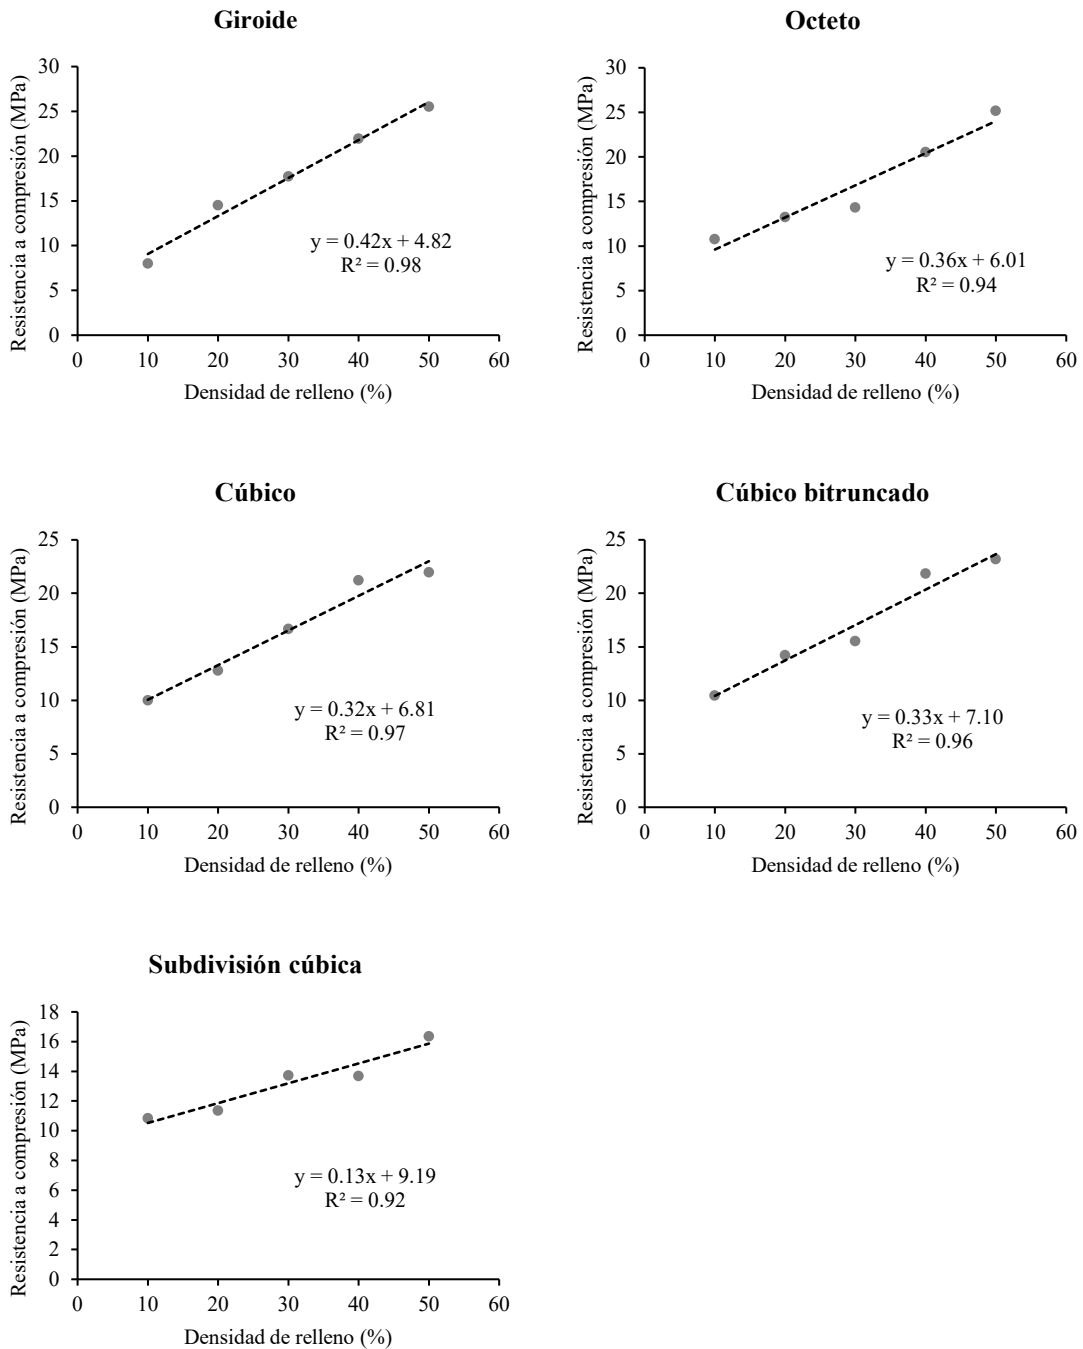 Giroide
Resistencia a compresión (MPa)
30
25
20
15
10
5
0
y = 0.42x + 4.82
R² = 0.98
0 10 20 30 40 50 60
Densidad de relleno (%)
Octeto
Resistencia a compresión (MPa)
30
25
20
15
10
5
0
y = 0.36x + 6.01
R² = 0.94
0 10 20 30 40 50 60
Densidad de relleno (%)
Cúbico
Resistencia a compresión (MPa)
25
20
15
10
5
0
y = 0.32x + 6.81
R² = 0.97
0 10 20 30 40 50 60
Densidad de relleno (%)
Cúbico bitruncado
Resistencia a compresión (MPa)
25
20
15
10
5
0
y = 0.33x + 7.10
R² = 0.96
0 10 20 30 40 50 60
Densidad de relleno (%)
Subdivisión cúbica
Resistencia a compresión (MPa)
18
16
14
12
10
8
6
4
2
0
y = 0.13x + 9.19
R² = 0.92
0 10 20 30 40 50 60
Densidad de relleno (%)